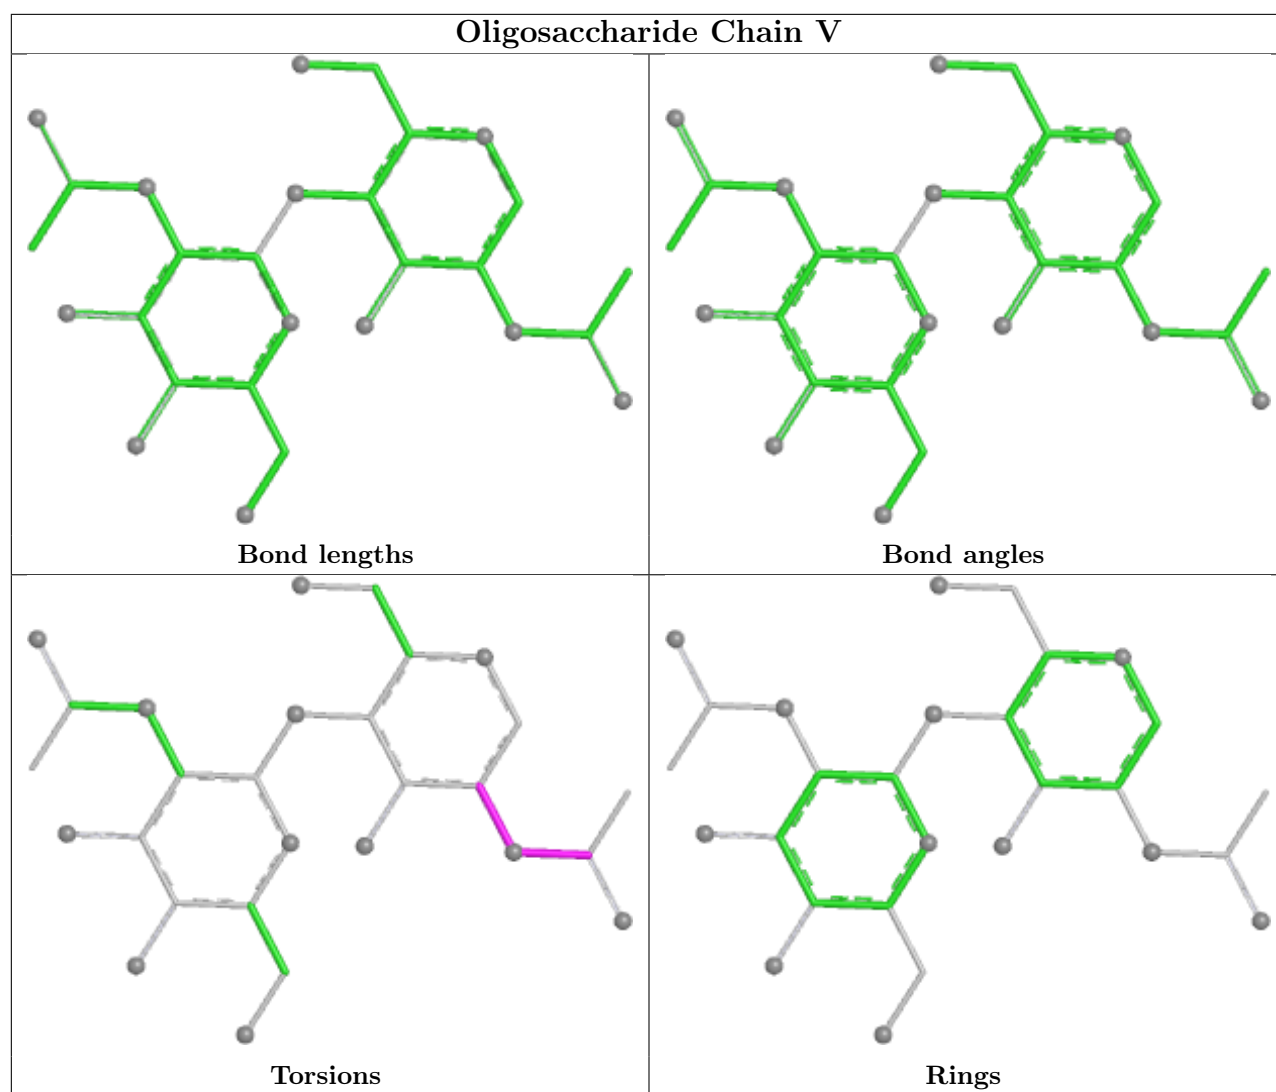 Oligosaccharide Chain V
Bond lengths
Bond angles
Torsions
Rings